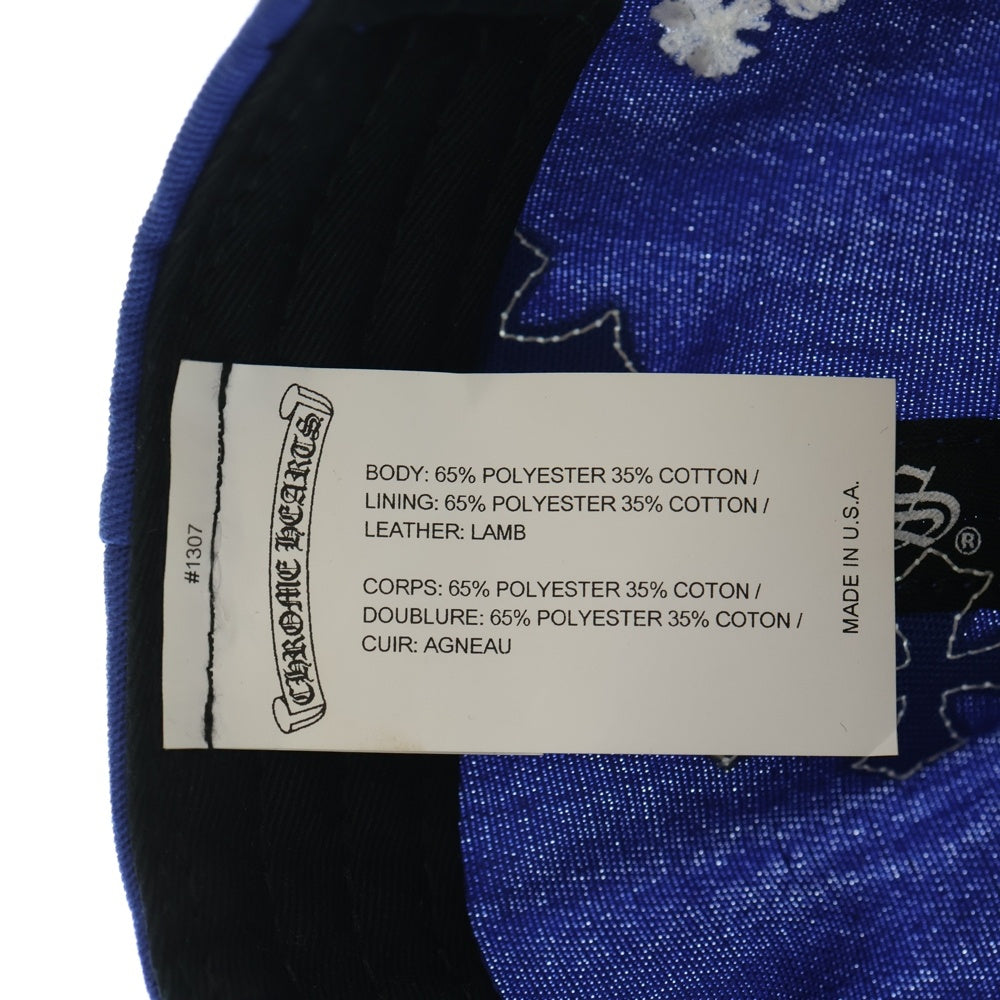 #1307
CHROME HEARTS
BODY: 65% POLYESTER 35% COTTON /
LINING: 65% POLYESTER 35% COTTON /
LEATHER: LAMB
CORPS: 65% POLYESTER 35% COTON /
DOUBLURE: 65% POLYESTER 35% COTON /
CUIR: AGNEAU
MADE IN U.S.A.
S®